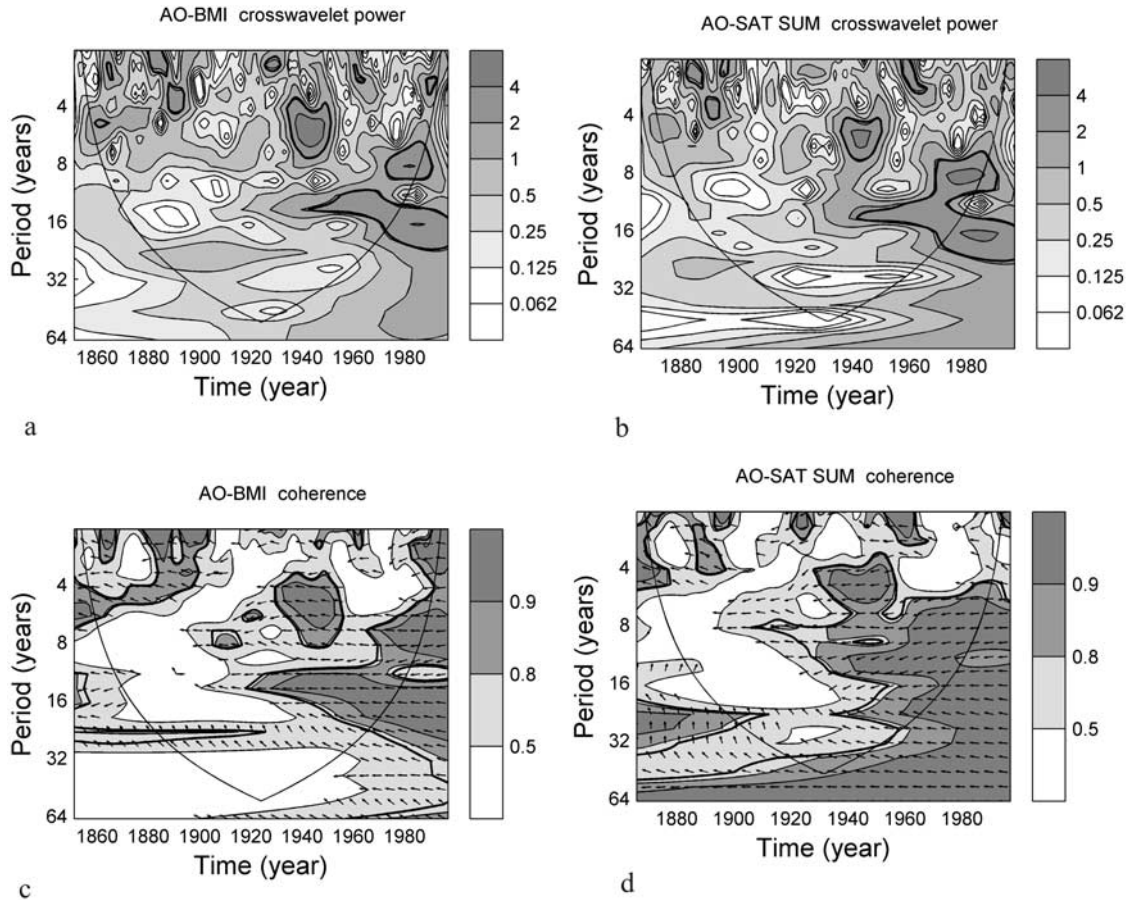 AO-BMI crosswavelet power
Period (years)
4
8
16
32
64
1860 1880 1900 1920 1940 1960 1980
Time (year)
4
2
1
0.5
0.25
0.125
0.062
a
AO-SAT SUM crosswavelet power
Period (years)
4
8
16
32
64
1880 1900 1920 1940 1960 1980
Time (year)
4
2
1
0.5
0.25
0.125
0.062
b
AO-BMI coherence
Period (years)
4
8
16
32
64
1860 1880 1900 1920 1940 1960 1980
Time (year)
0.9
0.8
0.5
c
AO-SAT SUM coherence
Period (years)
4
8
16
32
64
1880 1900 1920 1940 1960 1980
Time (year)
0.9
0.8
0.5
d